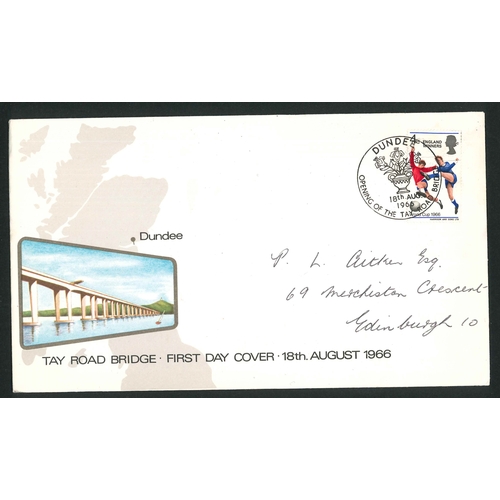 DUNDEE
18th AUG
1966
OPENING OF THE TAY ROAD BRIDGE
ENGLAND
WINNERS
World Cup 1966
Dundee
P. L. Aitken Esq.
69 Merchiston Crescent
Edinburgh 10
TAY ROAD BRIDGE · FIRST DAY COVER · 18th. AUGUST 1966